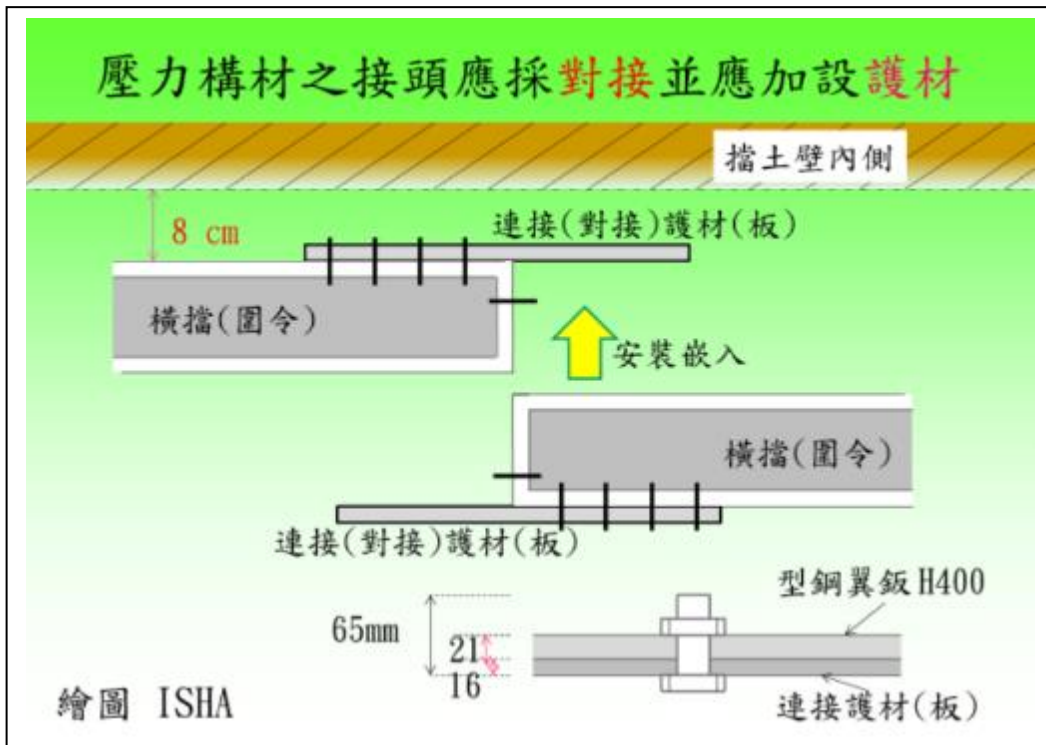 壓力構材之接頭應採對接並應加設護材
擋土壁內側
8 cm
連接(對接)護材(板)
橫擋(圍令)
安裝嵌入
橫擋(圍令)
連接(對接)護材(板)
型鋼翼鈑H400
65mm
21
16
連接護材(板)
繪圖 ISHA